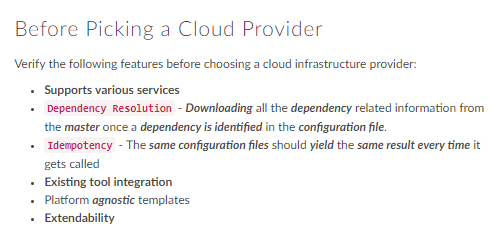 Before Picking a Cloud Provider
Verify the following features before choosing a cloud infrastructure provider:
• Supports various services
• Dependency Resolution - Downloading all the dependency related information from
the master once a dependency is identified in the configuration file.
• Idempotency - The same configuration files should yield the same result every time it
gets called
• Existing tool integration
• Platform agnostic templates
• Extendability